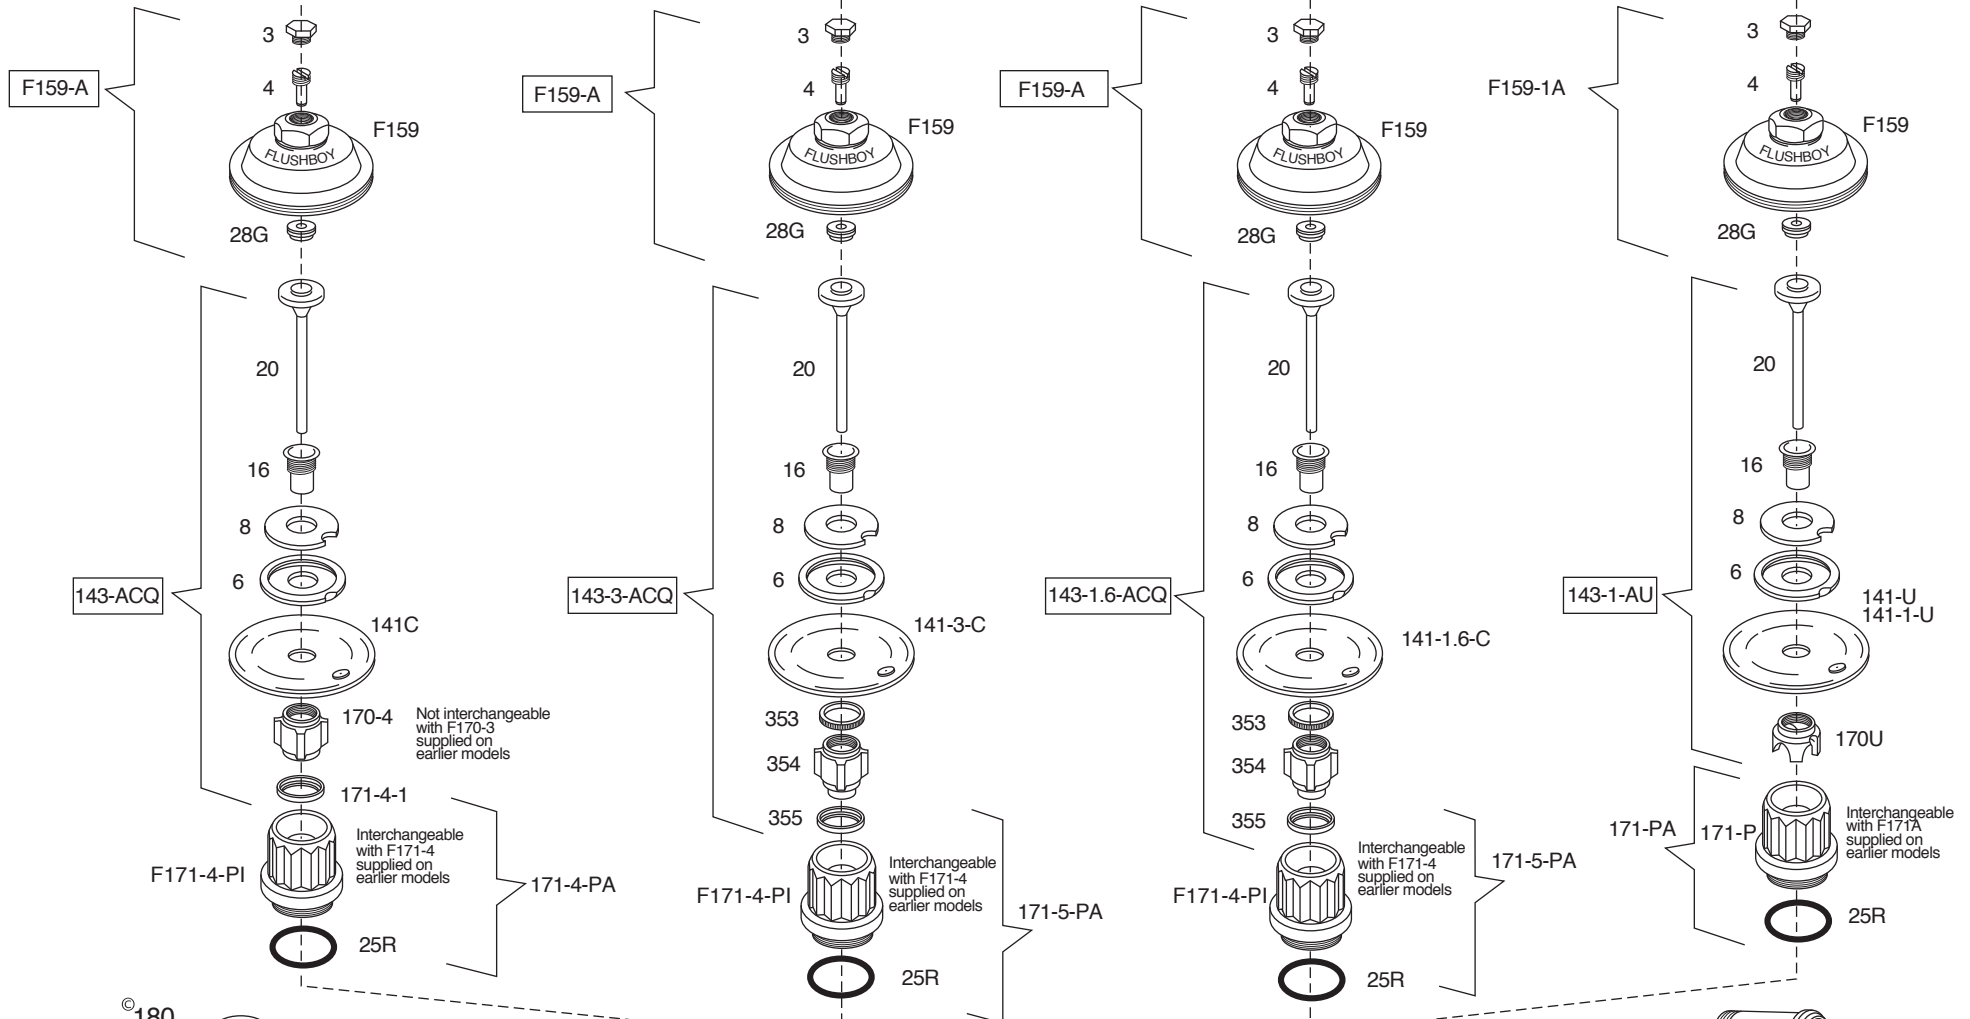 3
4
F159-A
F159
FLUSHBOY
28G
20
16
8
6
143-ACQ
141C
170-4
Not interchangeable
with F170-3
supplied on
earlier models
171-4-1
Interchangeable
with F171-4
supplied on
earlier models
F171-4-PI
171-4-PA
25R
©180
3
4
F159-A
F159
FLUSHBOY
28G
20
16
8
6
143-3-ACQ
141-3-C
353
354
355
Interchangeable
with F171-4
supplied on
earlier models
F171-4-PI
171-5-PA
25R
3
4
F159-A
F159
FLUSHBOY
28G
20
16
8
6
143-1.6-ACQ
141-1.6-C
353
354
355
Interchangeable
with F171-4
supplied on
earlier models
F171-4-PI
171-5-PA
25R
3
4
F159-1A
F159
FLUSHBOY
28G
20
16
8
6
143-1-AU
141-U
141-1-U
170U
171-PA
171-P
Interchangeable
with F171A
supplied on
earlier models
25R